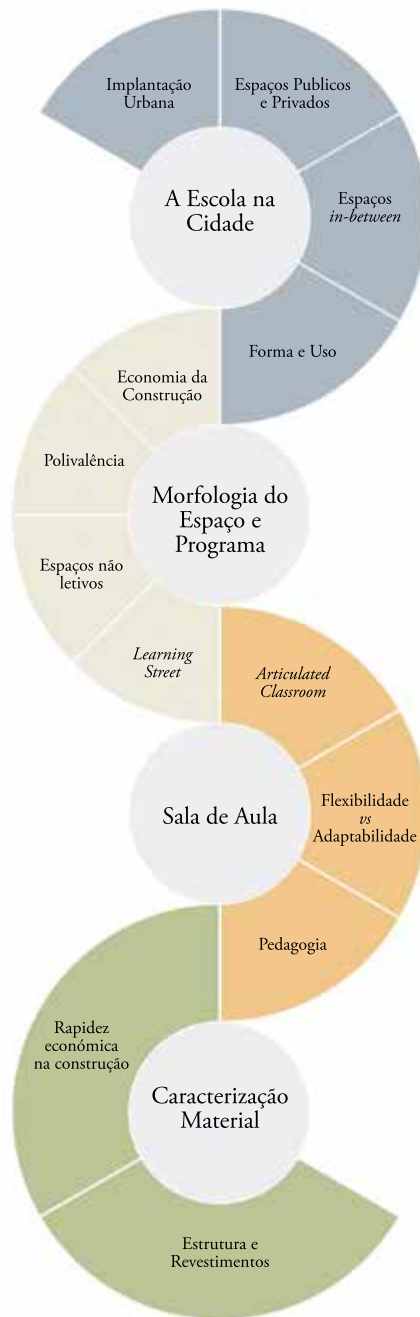 Implantação
Urbana
Espaços Publicos
e Privados
A Escola na
Cidade
Espaços
in-between
Forma e Uso
Economia da
Construção
Polivalência
Morfologia do
Espaço e
Programa
Espaços não
letivos
Learning
Street
Articulated
Classroom
Sala de Aula
Flexibilidade
vs
Adaptabilidade
Pedagogia
Rapidez
económica
na construção
Caracterização
Material
Estrutura e
Revestimentos